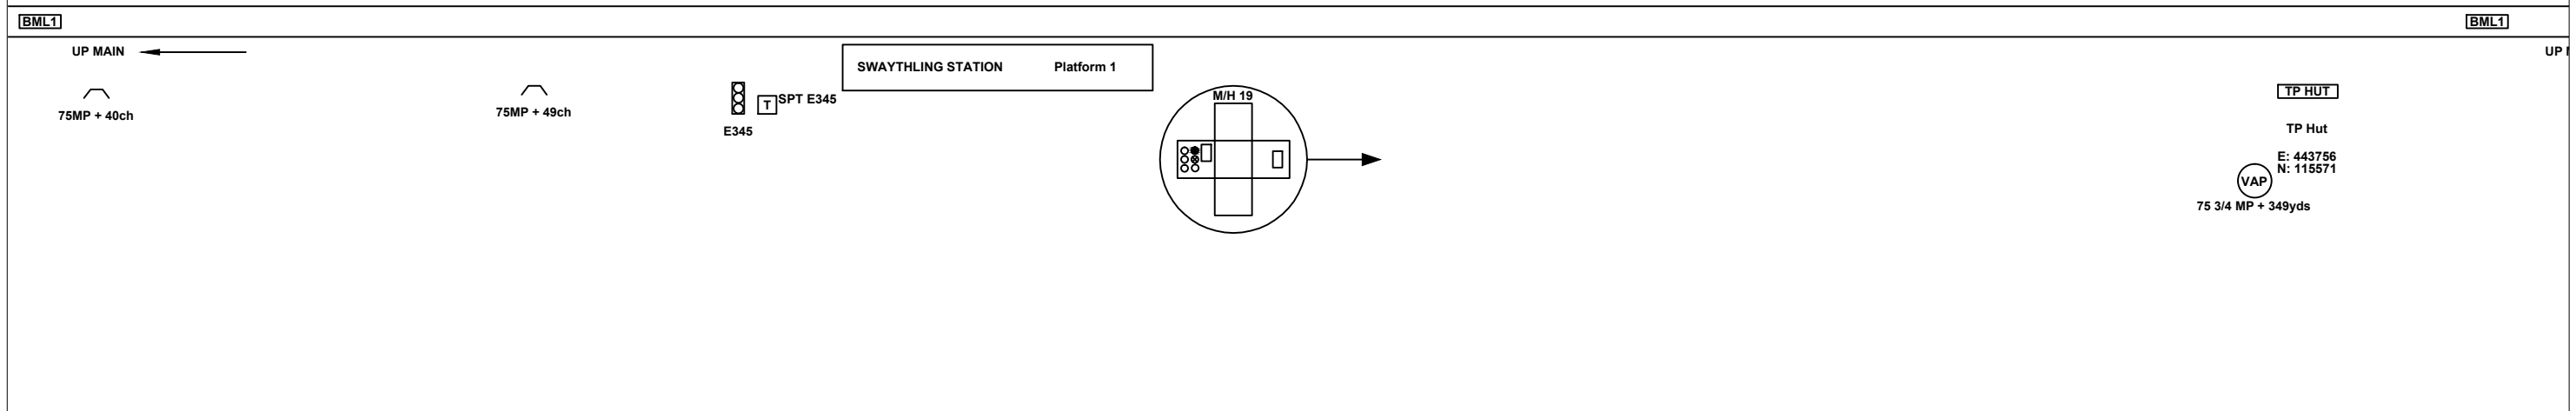 BML1
BML1
UP MAIN
UP
SWAYTHLING STATION Platform 1
75MP + 40ch
75MP + 49ch
T
SPT E345
E345
M/H 19
TP HUT
TP Hut
E: 443756
N: 115571
VAP
75 3/4 MP + 349yds